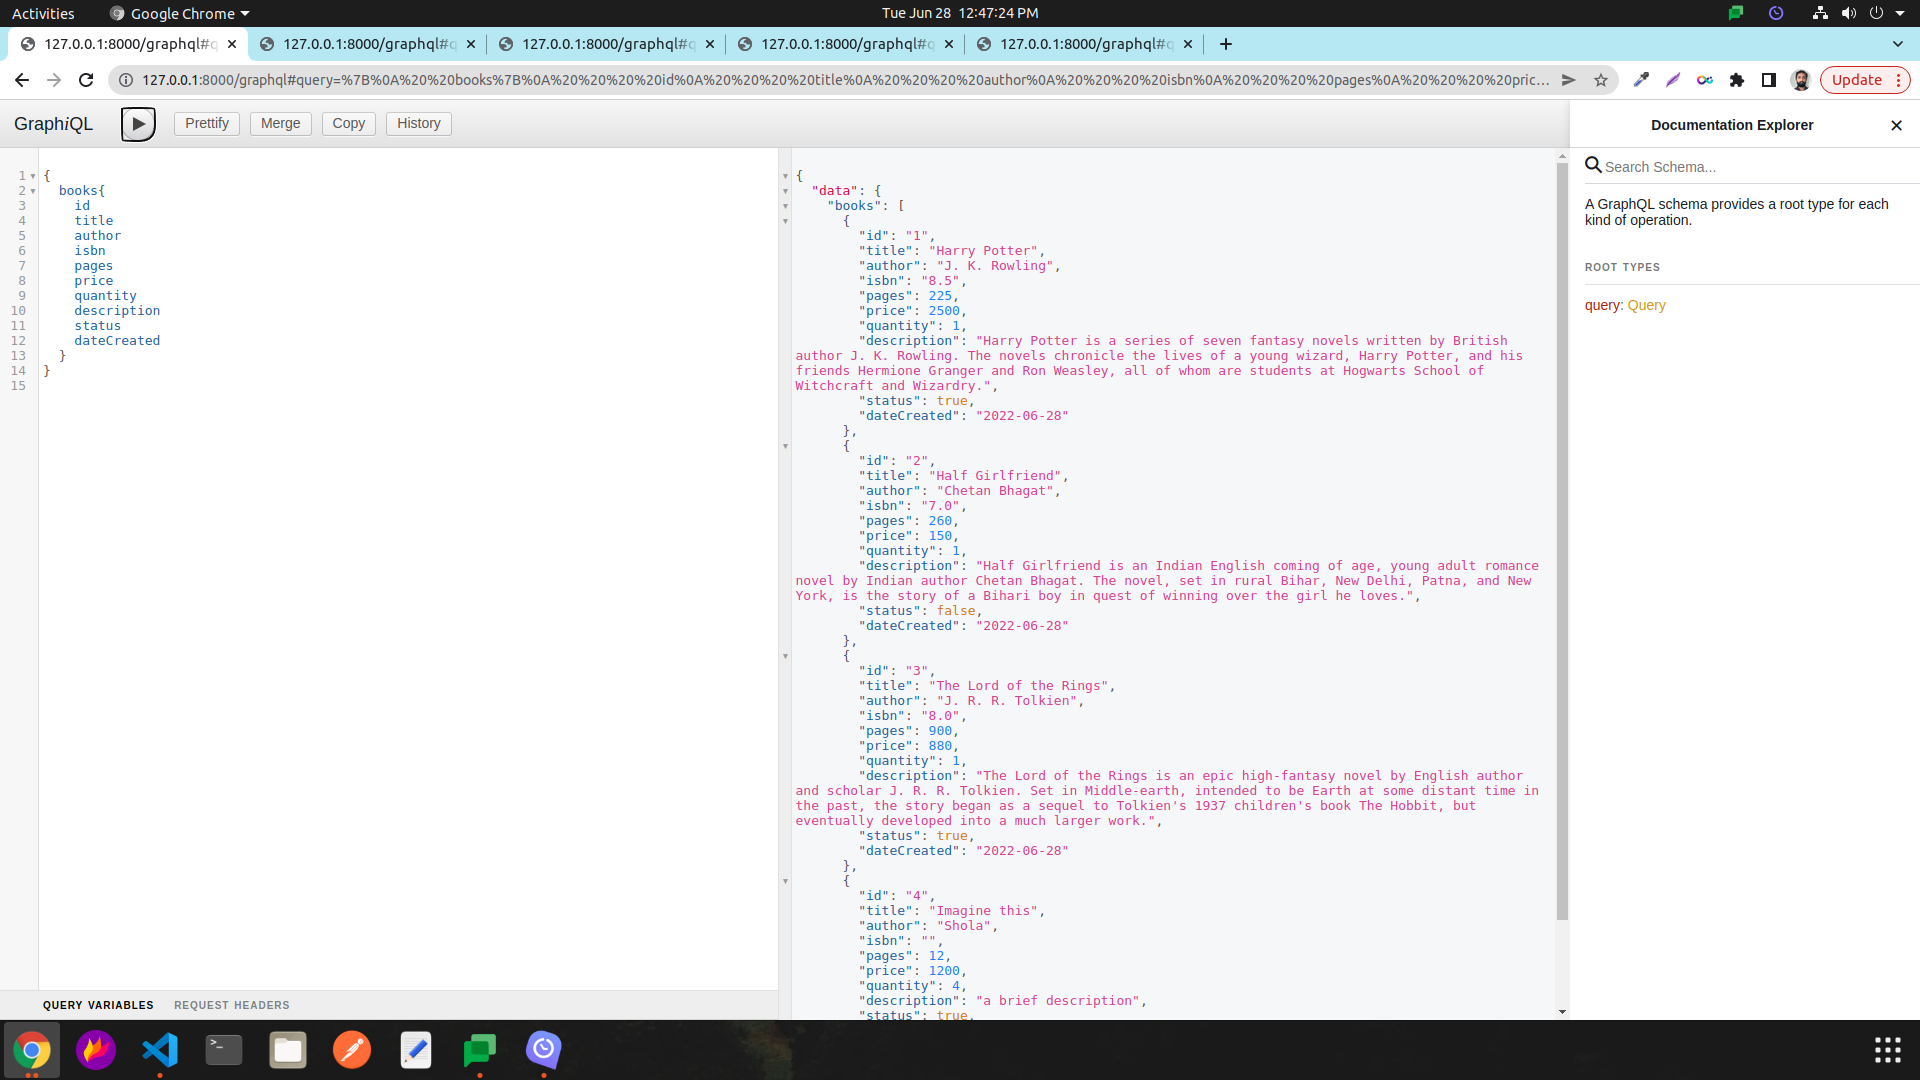 Activities
Google Chrome
Tue Jun 28 12:47:24 PM
127.0.0.1:8000/graphql#q
127.0.0.1:8000/graphql#q
127.0.0.1:8000/graphql#q
127.0.0.1:8000/graphql#q
127.0.0.1:8000/graphql#q
127.0.0.1:8000/graphql#query=%7B%0A%20%20books%7B%0A%20%20%20%20id%0A%20%20%20%20title%0A%20%20%20%20author%0A%20%20%20%20isbn%0A%20%20%20%20pages%0A%20%20%20%20pric...
Update
GraphiQL
Prettify
Merge
Copy
History
1 {
2 books{
3 id
4 title
5 author
6 isbn
7 pages
8 price
9 quantity
10 description
11 status
12 dateCreated
13 }
14 }
15
QUERY VARIABLES
REQUEST HEADERS
{
"data": {
"books": [
{
"id": "1",
"title": "Harry Potter",
"author": "J. K. Rowling",
"isbn": "8.5",
"pages": 225,
"price": 2500,
"quantity": 1,
"description": "Harry Potter is a series of seven fantasy novels written by British
author J. K. Rowling. The novels chronicle the lives of a young wizard, Harry Potter, and his
friends Hermione Granger and Ron Weasley, all of whom are students at Hogwarts School of
Witchcraft and Wizardry.",
"status": true,
"dateCreated": "2022-06-28"
},
{
"id": "2",
"title": "Half Girlfriend",
"author": "Chetan Bhagat",
"isbn": "7.0",
"pages": 260,
"price": 150,
"quantity": 1,
"description": "Half Girlfriend is an Indian English coming of age, young adult romance
novel by Indian author Chetan Bhagat. The novel, set in rural Bihar, New Delhi, Patna, and New
York, is the story of a Bihari boy in quest of winning over the girl he loves.",
"status": false,
"dateCreated": "2022-06-28"
},
{
"id": "3",
"title": "The Lord of the Rings",
"author": "J. R. R. Tolkien",
"isbn": "8.0",
"pages": 900,
"price": 880,
"quantity": 1,
"description": "The Lord of the Rings is an epic high-fantasy novel by English author
and scholar J. R. R. Tolkien. Set in Middle-earth, intended to be Earth at some distant time in
the past, the story began as a sequel to Tolkien's 1937 children's book The Hobbit, but
eventually developed into a much larger work.",
"status": true,
"dateCreated": "2022-06-28"
},
{
"id": "4",
"title": "Imagine this",
"author": "Shola",
"isbn": "",
"pages": 12,
"price": 1200,
"quantity": 4,
"description": "a brief description",
"status": true,
Documentation Explorer
Search Schema...
A GraphQL schema provides a root type for each
kind of operation.
ROOT TYPES
query: Query